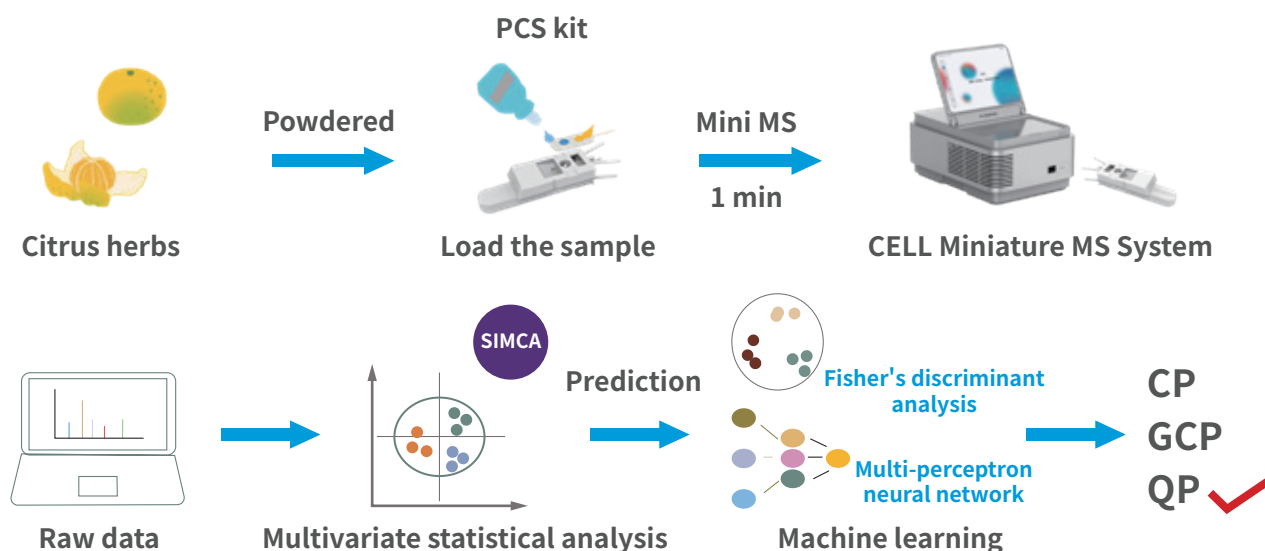 PCS kit
Powdered
Mini MS
1 min
Citrus herbs
Load the sample
CELL Miniature MS System
SIMCA
Prediction
Fisher's discriminant
analysis
Multi-perceptron
neural network
CP
GCP
QP
Raw data
Multivariate statistical analysis
Machine learning